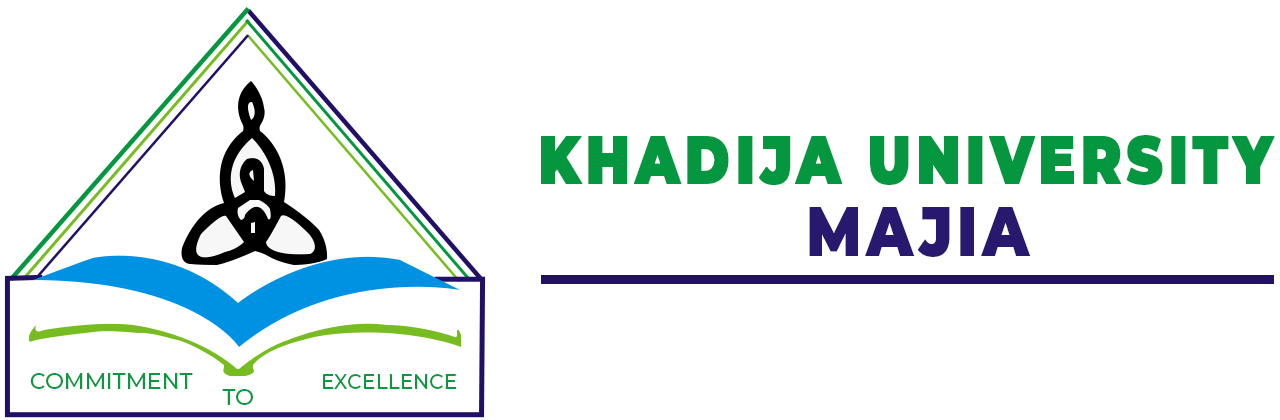 KHADIJA UNIVERSITY
MAJIA
COMMITMENT
TO
EXCELLENCE